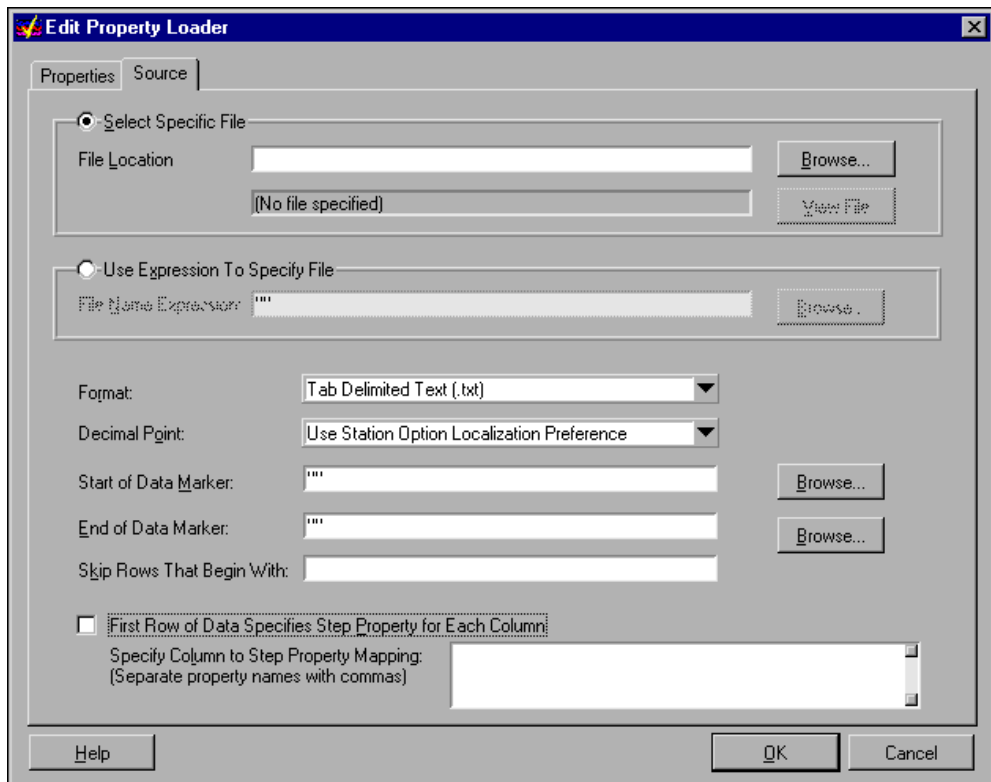 Edit Property Loader
Properties
Source
Select Specific File
File Location
Browse...
(No file specified)
View File
Use Expression To Specify File
File Name Expression:
""
Browse...
Format:
Tab Delimited Text (.txt)
Decimal Point:
Use Station Option Localization Preference
Start of Data Marker:
""
Browse...
End of Data Marker:
""
Browse...
Skip Rows That Begin With:
First Row of Data Specifies Step Property for Each Column
Specify Column to Step Property Mapping:
(Separate property names with commas)
Help
OK
Cancel